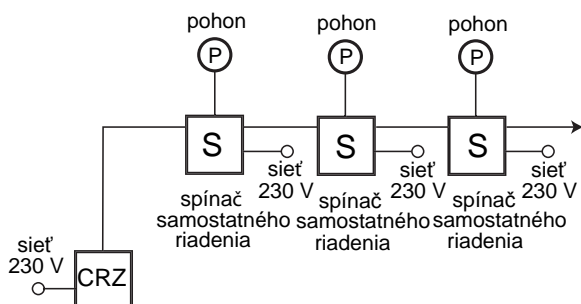 pohon
pohon
pohon
P
P
P
S
S
S
sieť
230 V
sieť
230 V
sieť
230 V
spínač
samostatného
riadenia
spínač
samostatného
riadenia
spínač
samostatného
riadenia
sieť
230 V
CRZ